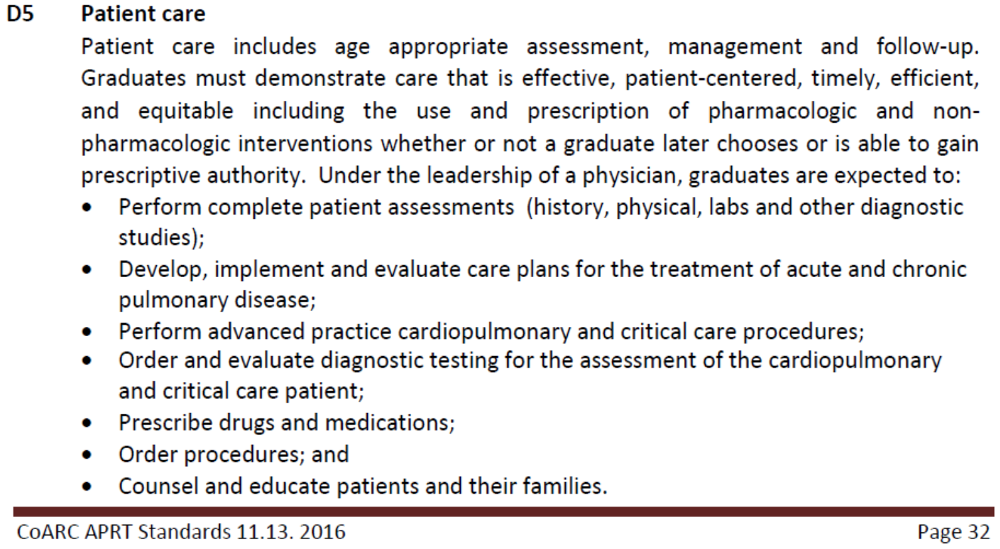 D5 Patient care
Patient care includes age appropriate assessment, management and follow-up.
Graduates must demonstrate care that is effective, patient-centered, timely, efficient,
and equitable including the use and prescription of pharmacologic and non-
pharmacologic interventions whether or not a graduate later chooses or is able to gain
prescriptive authority.  Under the leadership of a physician, graduates are expected to:
• Perform complete patient assessments  (history, physical, labs and other diagnostic
studies);
• Develop, implement and evaluate care plans for the treatment of acute and chronic
pulmonary disease;
• Perform advanced practice cardiopulmonary and critical care procedures;
• Order and evaluate diagnostic testing for the assessment of the cardiopulmonary
and critical care patient;
• Prescribe drugs and medications;
• Order procedures; and
• Counsel and educate patients and their families.
CoARC APRT Standards 11.13. 2016 Page 32